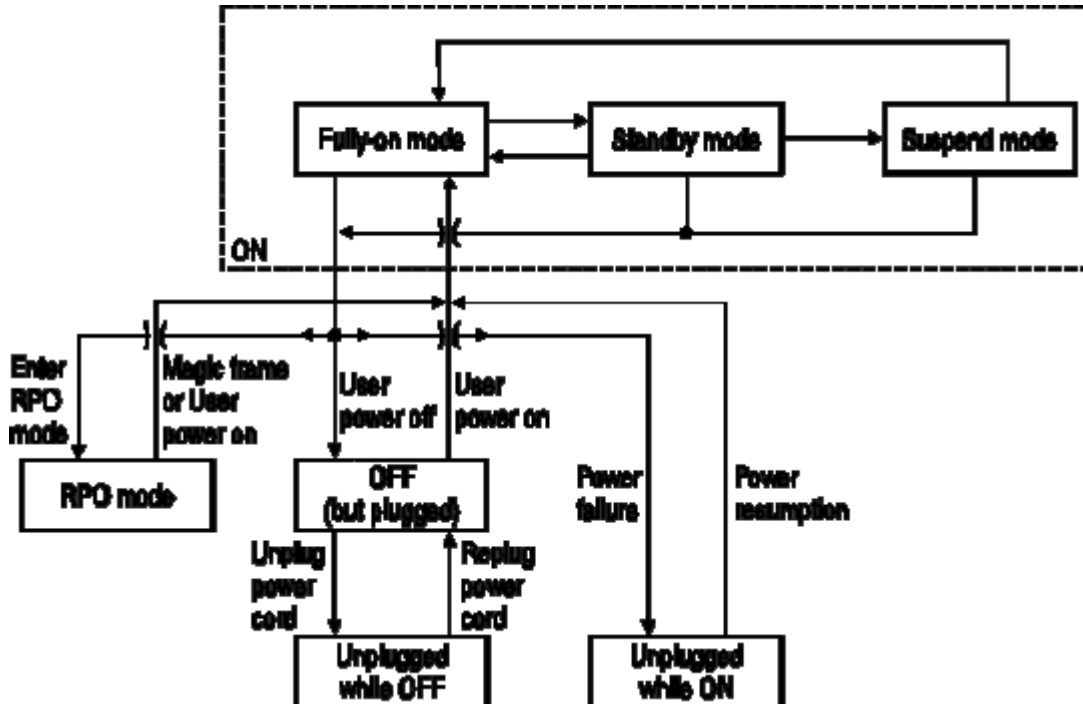 Fully-on mode
Standby mode
Suspend mode
ON
Enter
RPO
mode
Magic frame
or User
power on
User
power off
User
power on
RPO mode
OFF
(but plugged)
Power
failure
Power
resumption
Unplug
power
cord
Replug
power
cord
Unplugged
while OFF
Unplugged
while ON